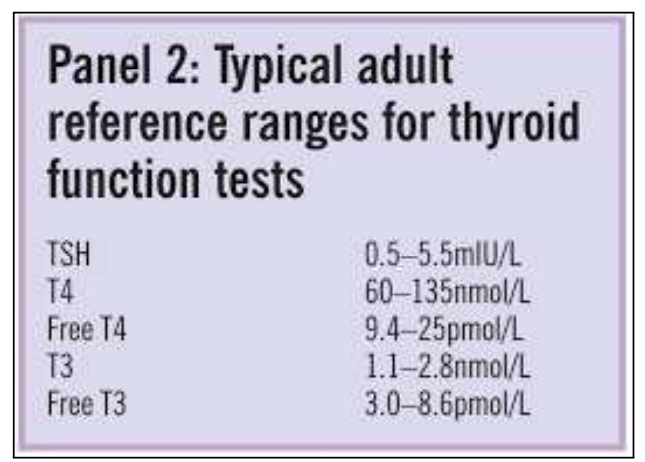 Panel 2: Typical adult
reference ranges for thyroid
function tests
TSH 0.5–5.5mIU/L
T4 60–135nmol/L
Free T4 9.4–25pmol/L
T3 1.1–2.8nmol/L
Free T3 3.0–8.6pmol/L